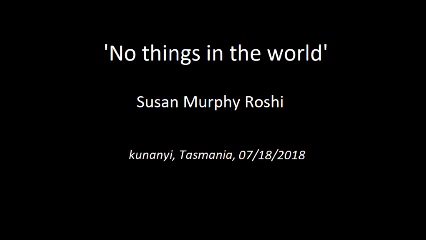 'No things in the world'
Susan Murphy Roshi
kunanyi, Tasmania, 07/18/2018